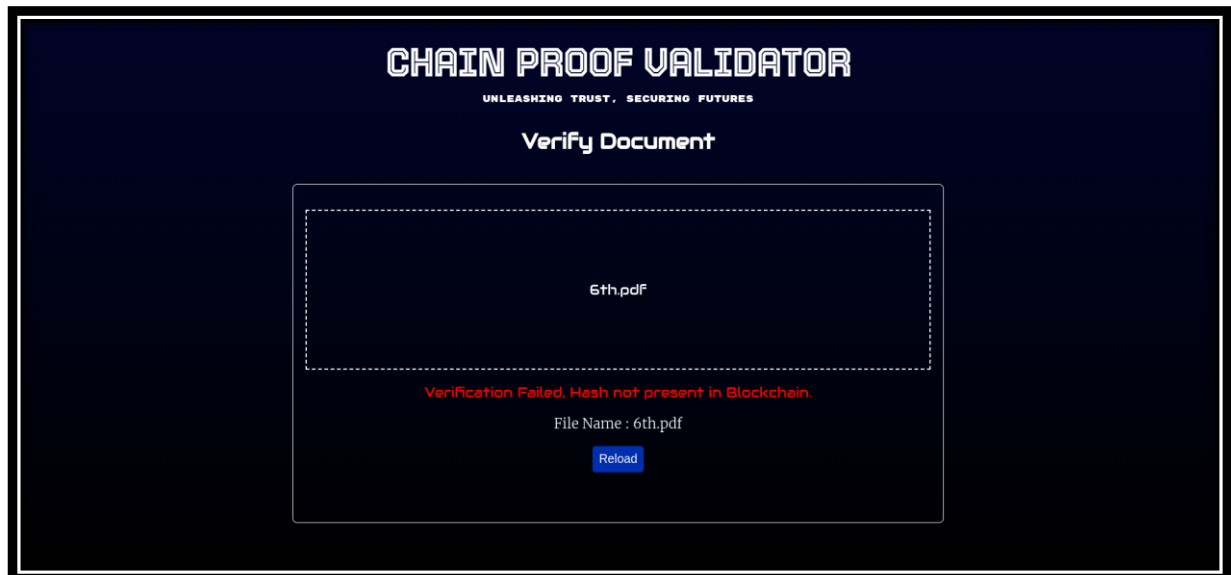 CHAIN PROOF VALIDATOR
UNLEASHING TRUST, SECURING FUTURES
Verify Document
6th.pdf
Verification Failed, Hash not present in Blockchain.
File Name : 6th.pdf
Reload